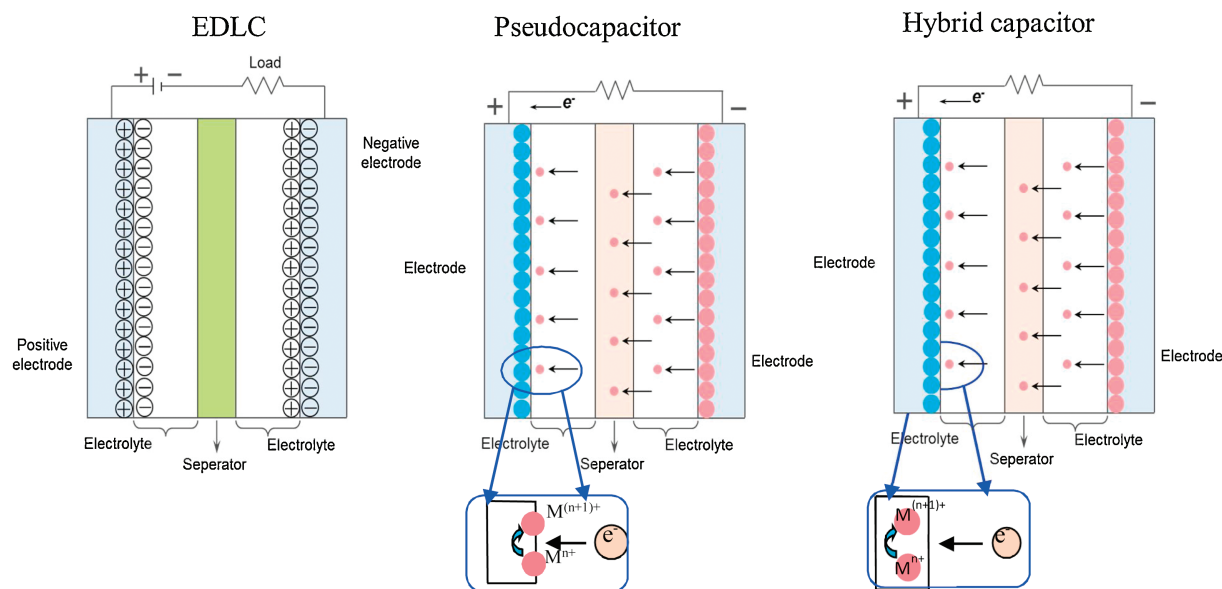 EDLC
+
−
Load
Negative
electrode
Positive
electrode
Electrolyte
Electrolyte
Seperator
Pseudocapacitor
+
e-
−
Electrode
Electrode
Electrolyte
Electrolyte
Seperator
M(n+1)+
Mn+
e-
Hybrid capacitor
+
e-
−
Electrode
Electrode
Electrolyte
Electrolyte
Seperator
M(n+1)+
Mn+
e-